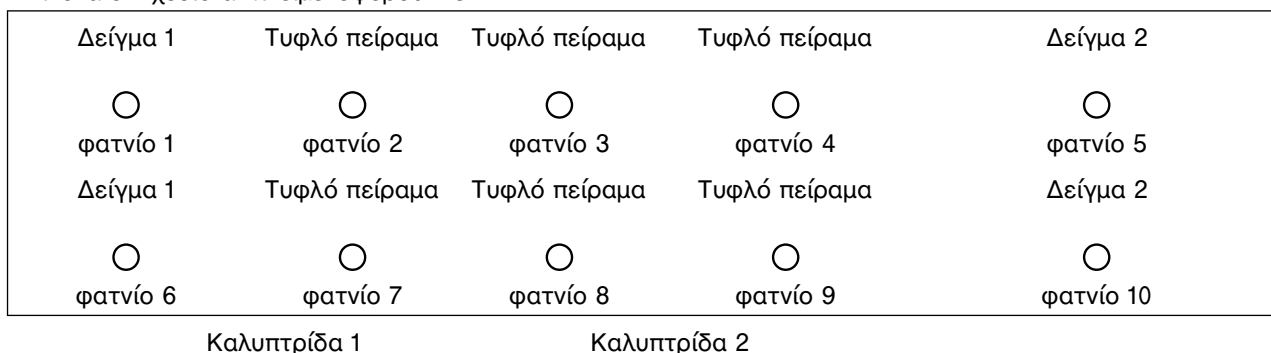 Δείγμα 1 Τυφλό πείραμα Τυφλό πείραμα Τυφλό πείραμα Δείγμα 2
φατνίο 1 φατνίο 2 φατνίο 3 φατνίο 4 φατνίο 5
Δείγμα 1 Τυφλό πείραμα Τυφλό πείραμα Τυφλό πείραμα Δείγμα 2
φατνίο 6 φατνίο 7 φατνίο 8 φατνίο 9 φατνίο 10
Καλυπτρίδα 1 Καλυπτρίδα 2